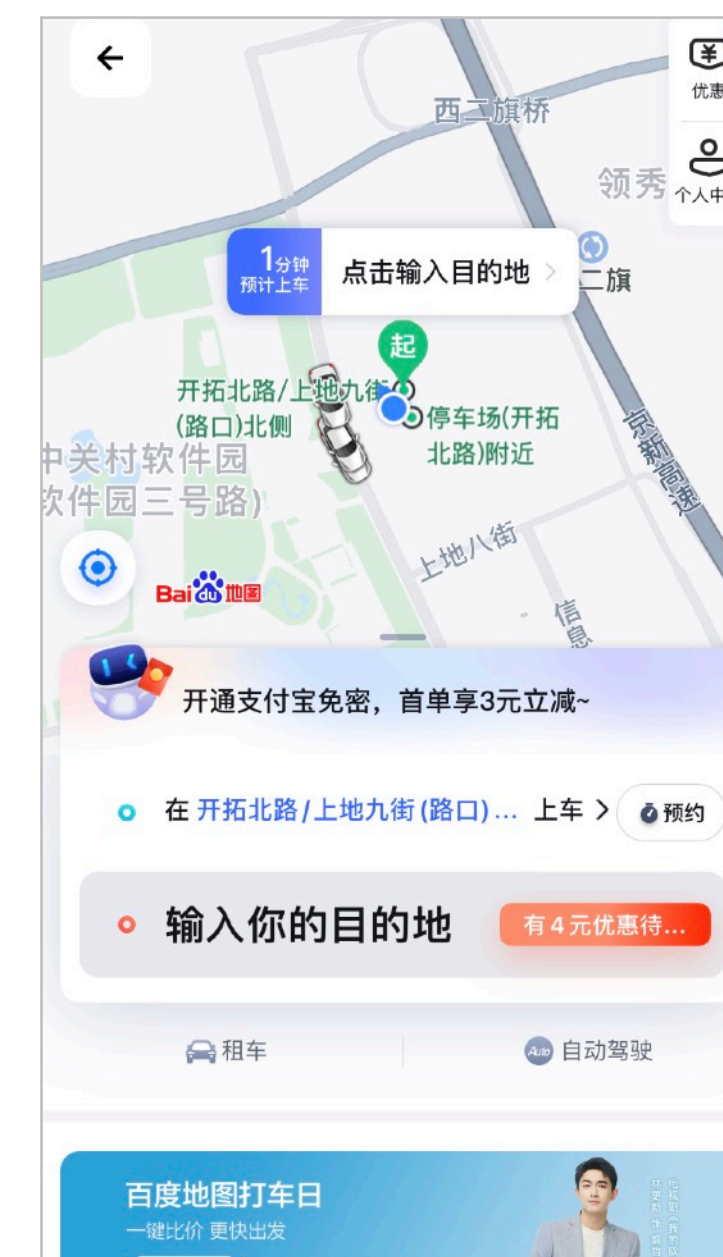 优惠
个人中
西二旗桥
领秀
1分钟
预计上车
点击输入目的地
二旗
起
开拓北路/上地九街
(路口)北侧
停车场(开拓
北路)附近
中关村软件园
软件园三号路)
京新高速
上地八街
信息
Bai du 地图
开通支付宝免密，首单享3元立减~
在 开拓北路/上地九街(路口)... 上车
预约
输入你的目的地
有4元优惠待...
租车
Auto 自动驾驶
百度地图打车日
一键比价 更快出发